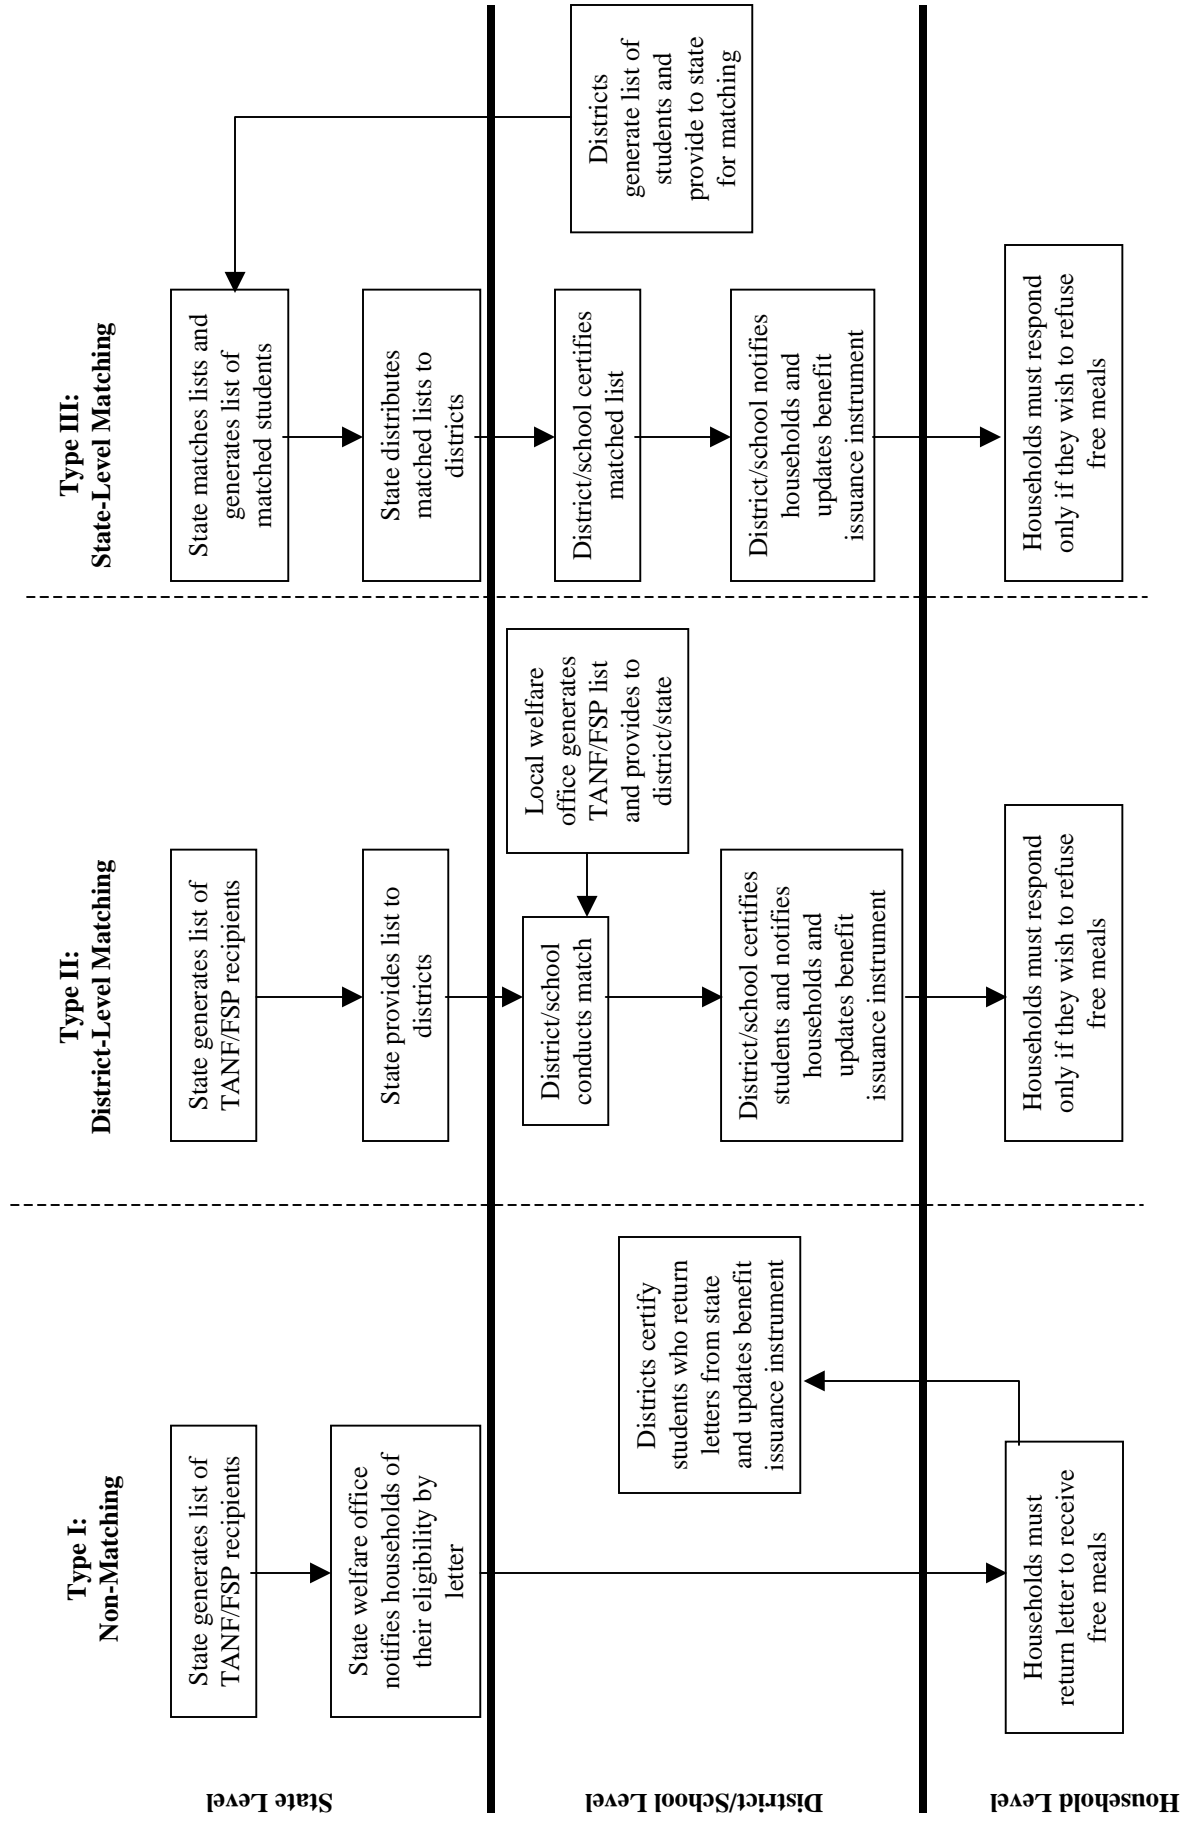 Type I:
Non-Matching
Type II:
District-Level Matching
Type III:
State-Level Matching
State Level
State generates list of
TANF/FSP recipients
State welfare office
notifies households of
their eligibility by
letter
State generates list of
TANF/FSP recipients
State provides list to
districts
State matches lists and
generates list of
matched students
State distributes
matched lists to
districts
District/School Level
Districts certify
students who return
letters from state
and updates benefit
issuance instrument
District/school
conducts match
Local welfare
office generates
TANF/FSP list
and provides to
district/state
District/school certifies
students and notifies
households and
updates benefit
issuance instrument
District/school certifies
matched list
Districts
generate list of
students and
provide to state
for matching
District/school notifies
households and
updates benefit
issuance instrument
Household Level
Households must
return letter to receive
free meals
Households must respond
only if they wish to refuse
free meals
Households must respond
only if they wish to refuse
free meals